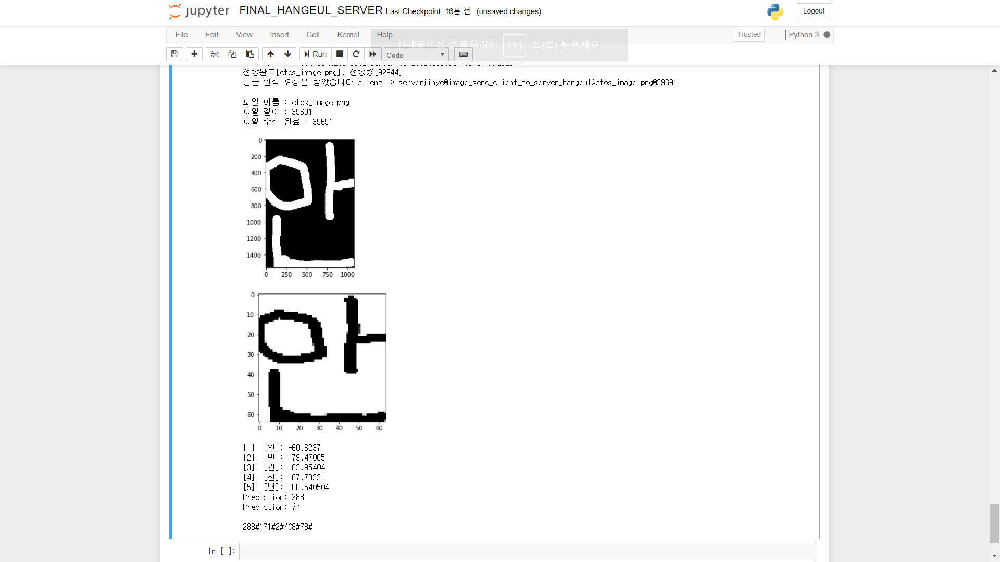 jupyter FINAL_HANGEUL_SERVER Last Checkpoint: 16분 전 (unsaved changes)
Logout
File Edit View Insert Cell Kernel Help
Trusted
Python 3
전체화면을 종료하려면 F11 을(를) 누르세요.
Run
Code
전송완료[ctos_image.png], 전송량[92944]
한글 인식 요청을 받았습니다 client -> serverjihye@image_send_client_to_server_hangeul@ctos_image.png@39691
파일 이름 : ctos_image.png
파일 길이 : 39691
파일 수신 완료 : 39691
0
200
400
600
800
1000
1200
1400
0 250 500 750 1000
안
0
10
20
30
40
50
60
0 10 20 30 40 50 60
안
[1]: [안]: -60.6237
[2]: [만]: -79.47065
[3]: [간]: -83.95404
[4]: [찬]: -87.73331
[5]: [난]: -88.540504
Prediction: 288
Prediction: 안
288#171#2#408#73#
In [ ]: